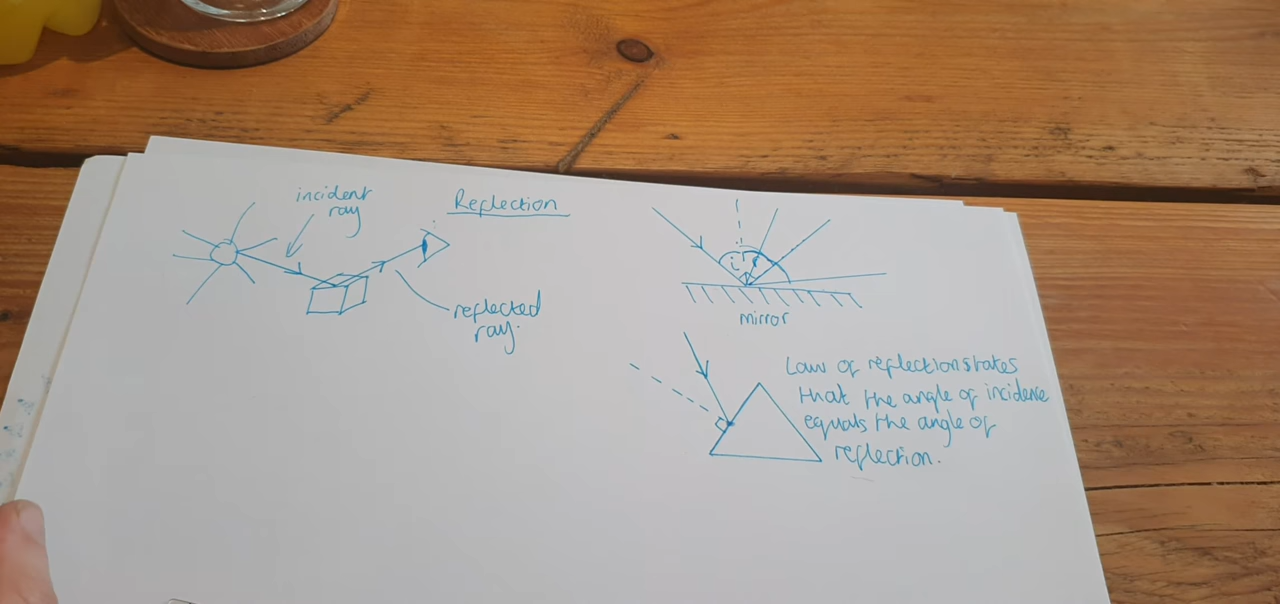 Reflection
incident
ray
reflected
ray.
i
r
mirror
Law of reflection states
that the angle of incidence
equals the angle of
reflection.